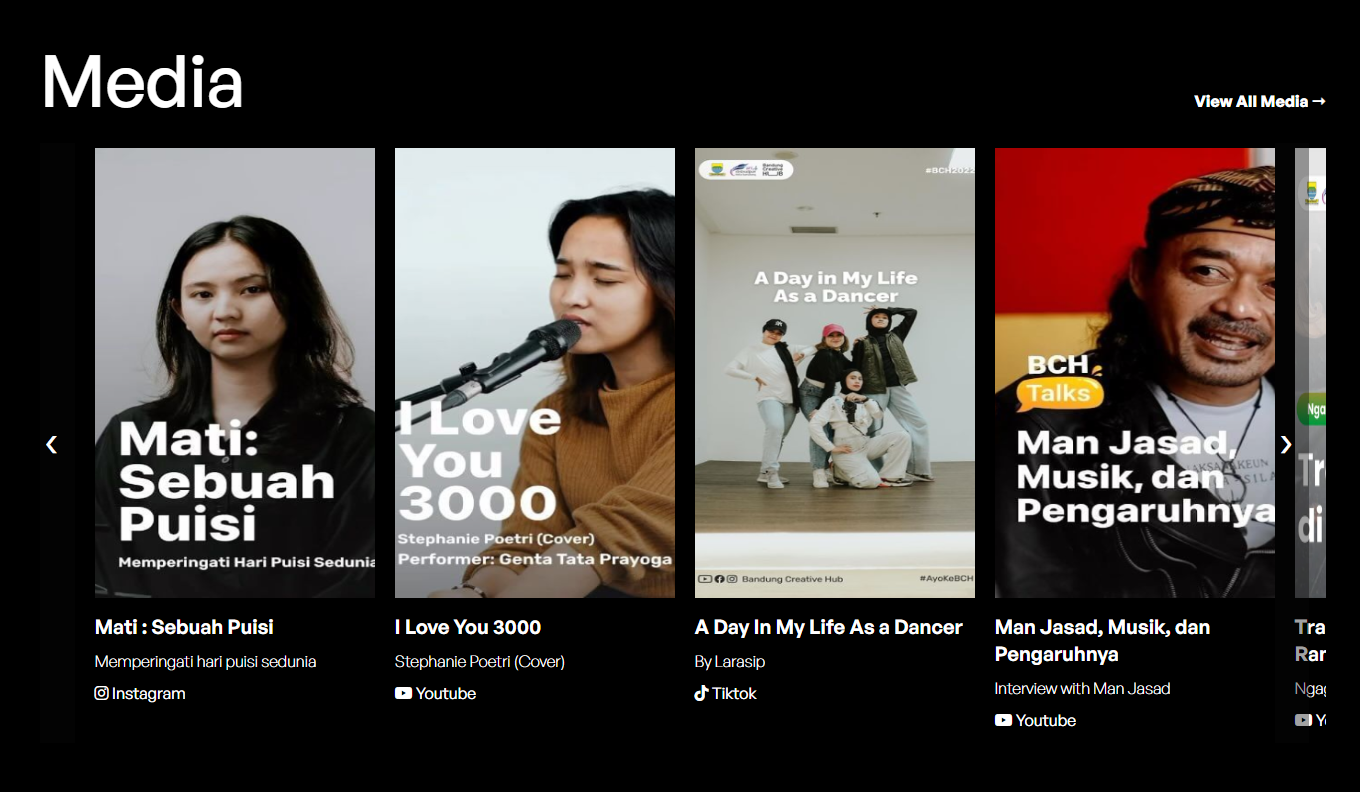 Media
View All Media →
Mati:
Sebuah
Puisi
Memperingati Hari Puisi Sedunia
I Love
You
3000
Stephanie Poetri (Cover)
Performer: Genta Tata Prayoga
Bandung
Creative
HUB
#BCH2022
A Day in My Life
As a Dancer
Bandung Creative Hub
#AyoKeBCH
BCH
Talks
Man Jasad,
Musik, dan
Pengaruhnya
Nga
Tr
di
Mati : Sebuah Puisi
Memperingati hari puisi sedunia
Instagram
I Love You 3000
Stephanie Poetri (Cover)
Youtube
A Day In My Life As a Dancer
By Larasip
Tiktok
Man Jasad, Musik, dan
Pengaruhnya
Interview with Man Jasad
Youtube
Tra
Ran
Ngag
Yo